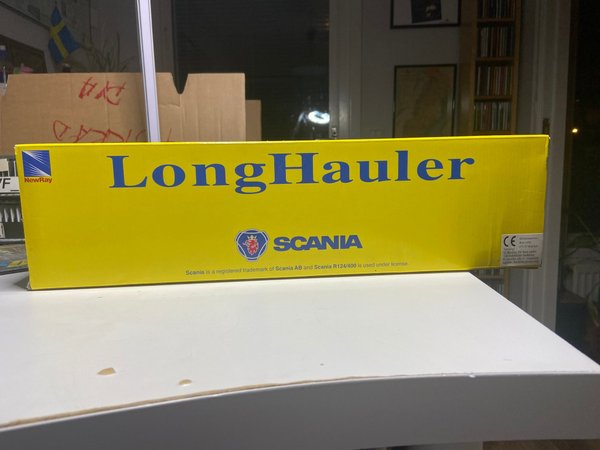 LongHauler
NewRay
SCANIA
Scania is a registered trademark of Scania AB and Scania R124/400 is used under license.
CE